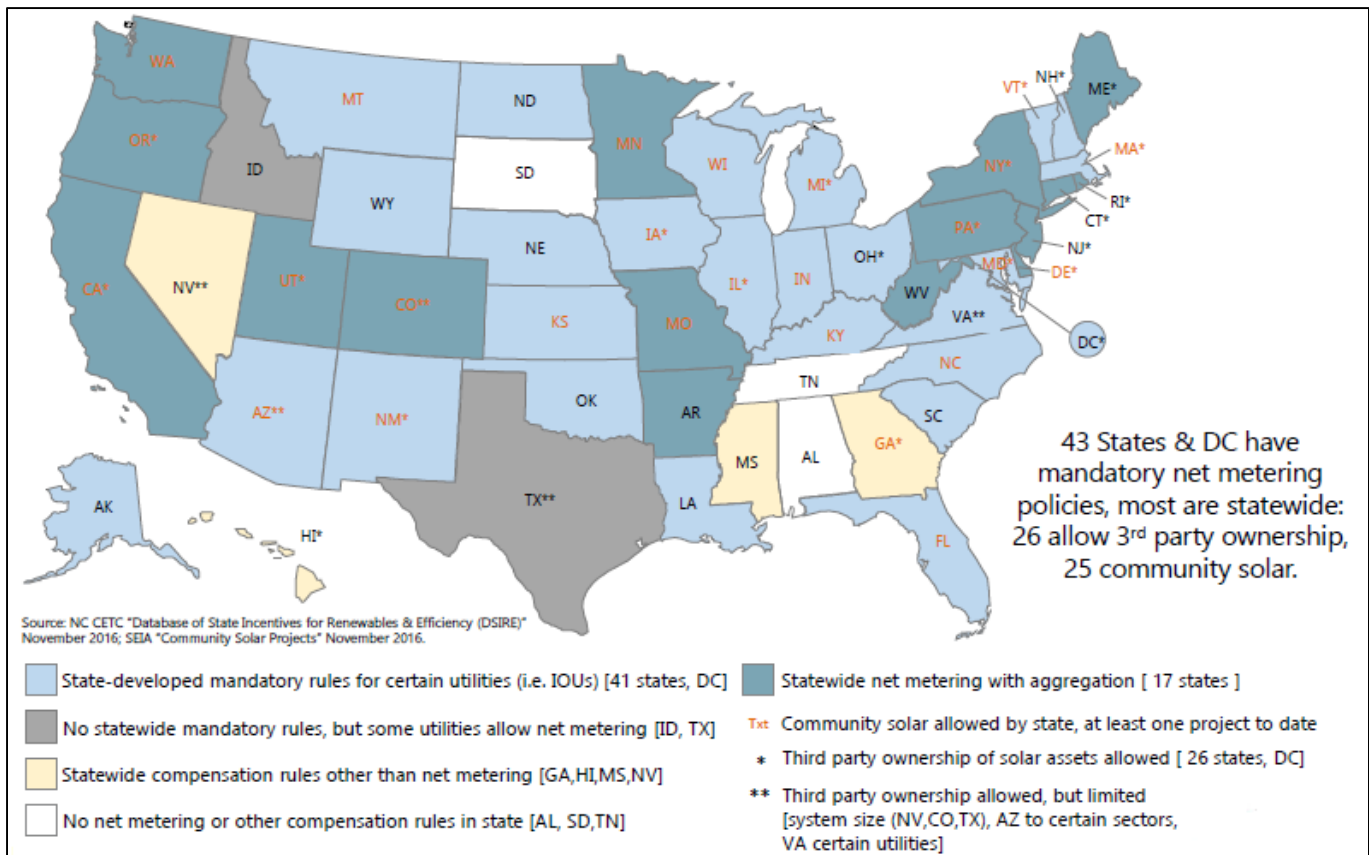 WA
MT
ND
MN
VT*
NH*
ME*
OR*
ID
SD
WI
MI*
NY*
MA*
WY
RI*
CT*
NE
IA*
PA*
NJ*
NV**
UT*
CO**
IL*
IN
OH*
MD*
DE*
CA*
KS
MO
WV
VA**
KY
DC*
NC
TN
AZ**
NM*
OK
AR
SC
MS
AL
GA*
TX**
LA
AK
HI*
FL
43 States & DC have
mandatory net metering
policies, most are statewide:
26 allow 3rd party ownership,
25 community solar.
Source: NC CETC "Database of State Incentives for Renewables & Efficiency (DSIRE)"
November 2016; SEIA "Community Solar Projects" November 2016.
State-developed mandatory rules for certain utilities (i.e. IOUs) [41 states, DC]
No statewide mandatory rules, but some utilities allow net metering [ID, TX]
Statewide compensation rules other than net metering [GA,HI,MS,NV]
No net metering or other compensation rules in state [AL, SD,TN]
Statewide net metering with aggregation [ 17 states ]
Txt Community solar allowed by state, at least one project to date
* Third party ownership of solar assets allowed [ 26 states, DC]
** Third party ownership allowed, but limited
[system size (NV,CO,TX), AZ to certain sectors,
VA certain utilities]